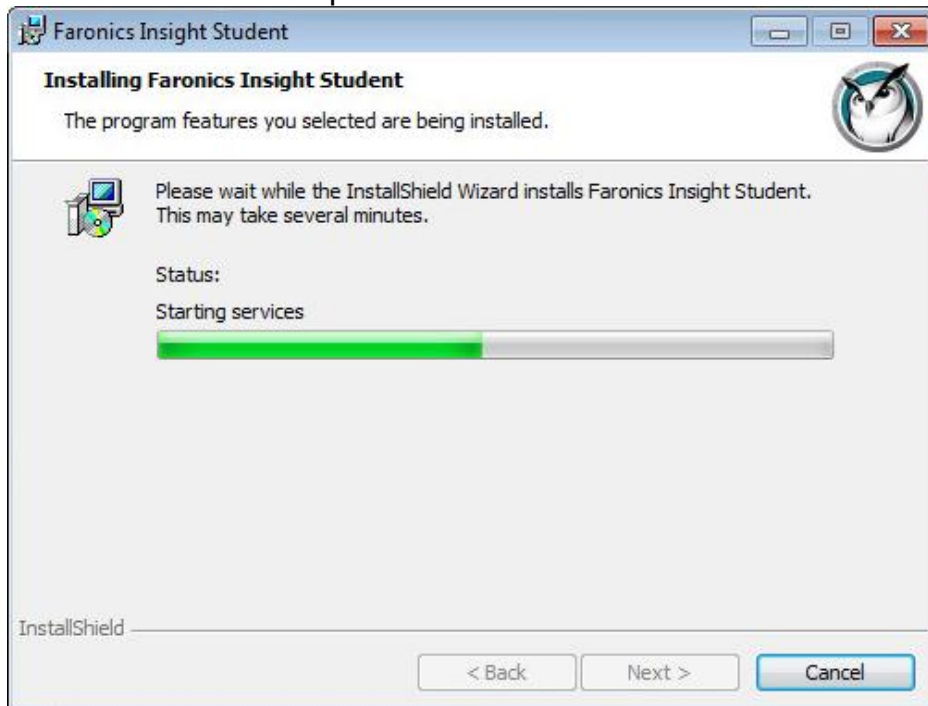 Faronics Insight Student
Installing Faronics Insight Student
The program features you selected are being installed.
Please wait while the InstallShield Wizard installs Faronics Insight Student.
This may take several minutes.
Status:
Starting services
InstallShield
< Back Next > Cancel